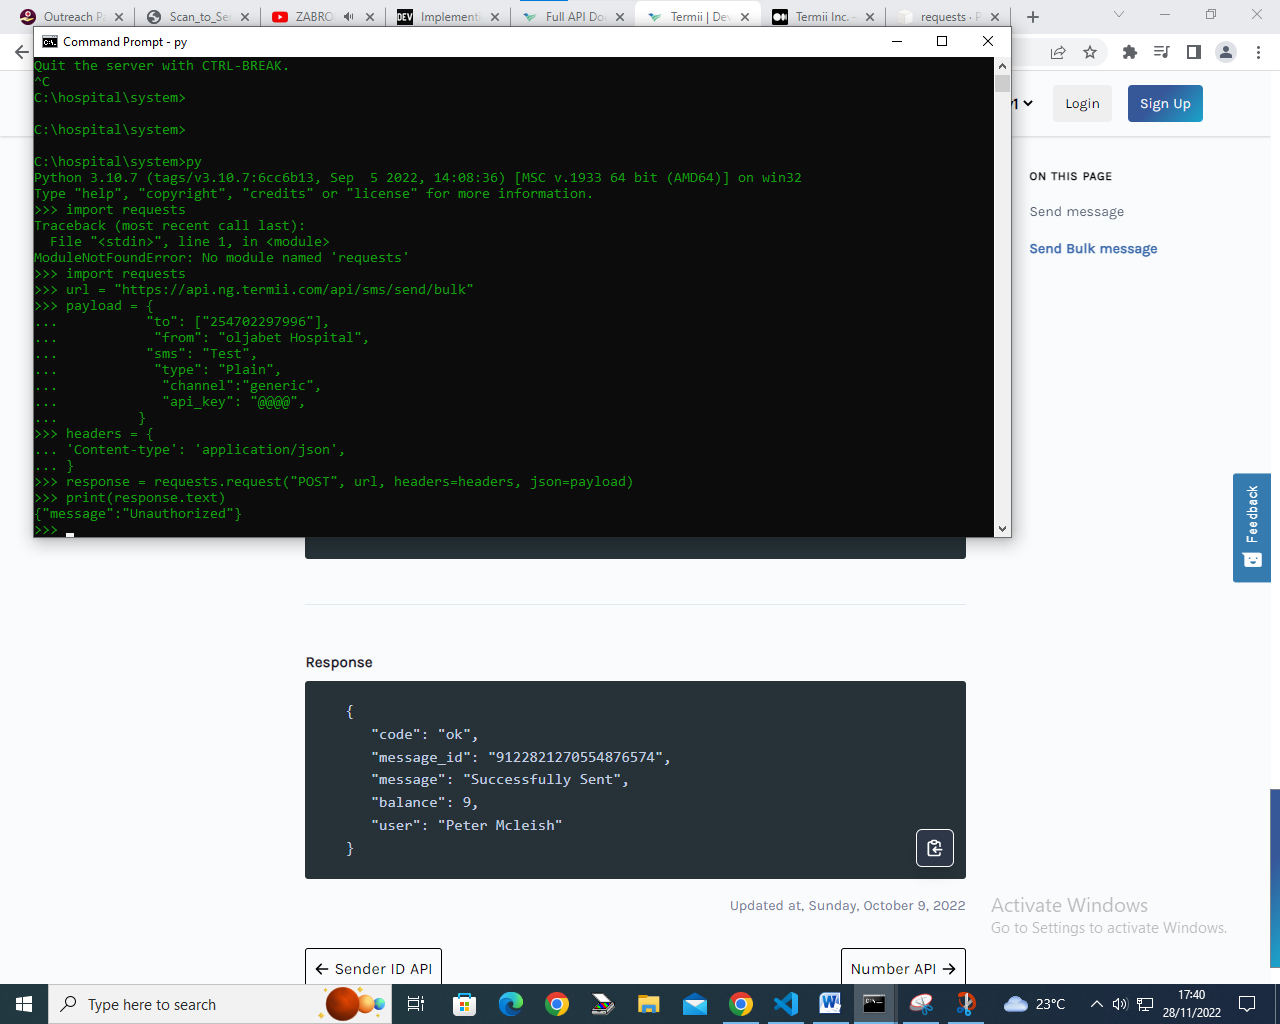 Outreach Pa
Scan_to_Se
ZABRO
DEV
Implementi
Full API Do
Termii | Dev
Termii Inc. -
requests · P
Command Prompt - py
Quit the server with CTRL-BREAK.
^C
C:\hospital\system>
C:\hospital\system>
C:\hospital\system>py
Python 3.10.7 (tags/v3.10.7:6cc6b13, Sep  5 2022, 14:08:36) [MSC v.1933 64 bit (AMD64)] on win32
Type "help", "copyright", "credits" or "license" for more information.
>>> import requests
Traceback (most recent call last):
  File "<stdin>", line 1, in <module>
ModuleNotFoundError: No module named 'requests'
>>> import requests
>>> url = "https://api.ng.termii.com/api/sms/send/bulk"
>>> payload = {
...           "to": ["254702297996"],
...            "from": "oljabet Hospital",
...           "sms": "Test",
...            "type": "Plain",
...             "channel":"generic",
...             "api_key": "@@@@",
...          }
>>> headers = {
... 'Content-type': 'application/json',
... }
>>> response = requests.request("POST", url, headers=headers, json=payload)
>>> print(response.text)
{"message":"Unauthorized"}
>>>
Login
Sign Up
ON THIS PAGE
Send message
Send Bulk message
Feedback
Response
{
   "code": "ok",
   "message_id": "9122821270554876574",
   "message": "Successfully Sent",
   "balance": 9,
   "user": "Peter Mcleish"
}
Updated at, Sunday, October 9, 2022
← Sender ID API
Number API →
Activate Windows
Go to Settings to activate Windows.
Type here to search
23°C
17:40
28/11/2022